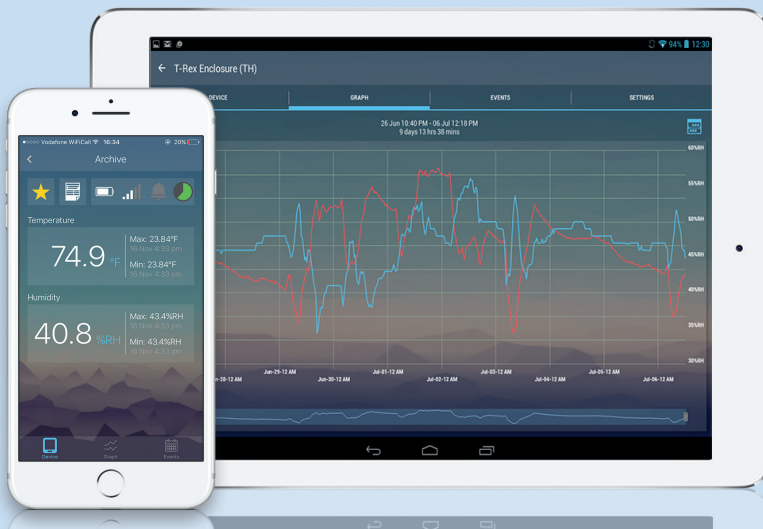 94% 12:30
T-Rex Enclosure (TH)
DEVICE GRAPH EVENTS SETTINGS
26 Jun 10:40 PM - 06 Jul 12:18 PM
9 days 13 hrs 38 mins
60%RH
55%RH
50%RH
45%RH
40%RH
35%RH
30%RH
Jun-29-12 AM Jul-01-12 AM Jul-03-12 AM Jul-05-12 AM
n-28-12 AM Jun-30-12 AM Jul-02-12 AM Jul-04-12 AM Jul-06-12 AM
Vodafone WiFiCall 16:34 20%
Archive
Temperature
74.9 °F
Max: 23.84°F
16 Nov 4:33 pm
Min: 23.84°F
16 Nov 4:33 pm
Humidity
40.8 %RH
Max: 43.4%RH
16 Nov 4:33 pm
Min: 43.4%RH
16 Nov 4:33 pm
Device Graph Events